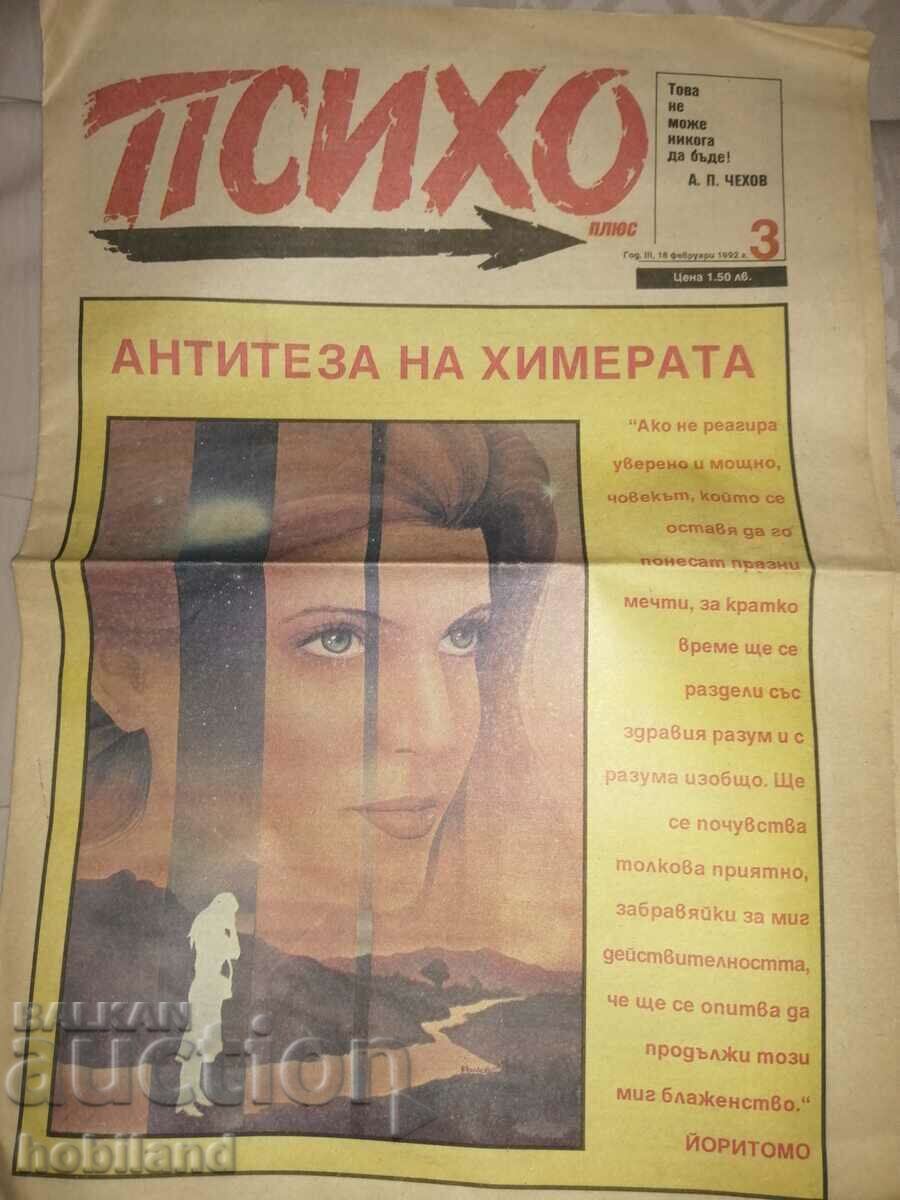 ПСИХО
плюс
Това
не
може
никога
да бъде!
А. П. ЧЕХОВ
3
Год. III, 18 февруари 1992 г.
Цена 1.50 лв.
АНТИТЕЗА НА ХИМЕРАТА
“Ако не реагира
уверено и мощно,
човекът, който се
оставя да го
понесат празни
мечти, за кратко
време ще се
раздели със
здравия разум и с
разума изобщо. Ще
се почувства
толкова приятно,
забравяйки за миг
действителността,
че ще се опитва да
продължи този
миг блаженство.“
ЙОРИТОМО
BALKAN
auction
hobiland